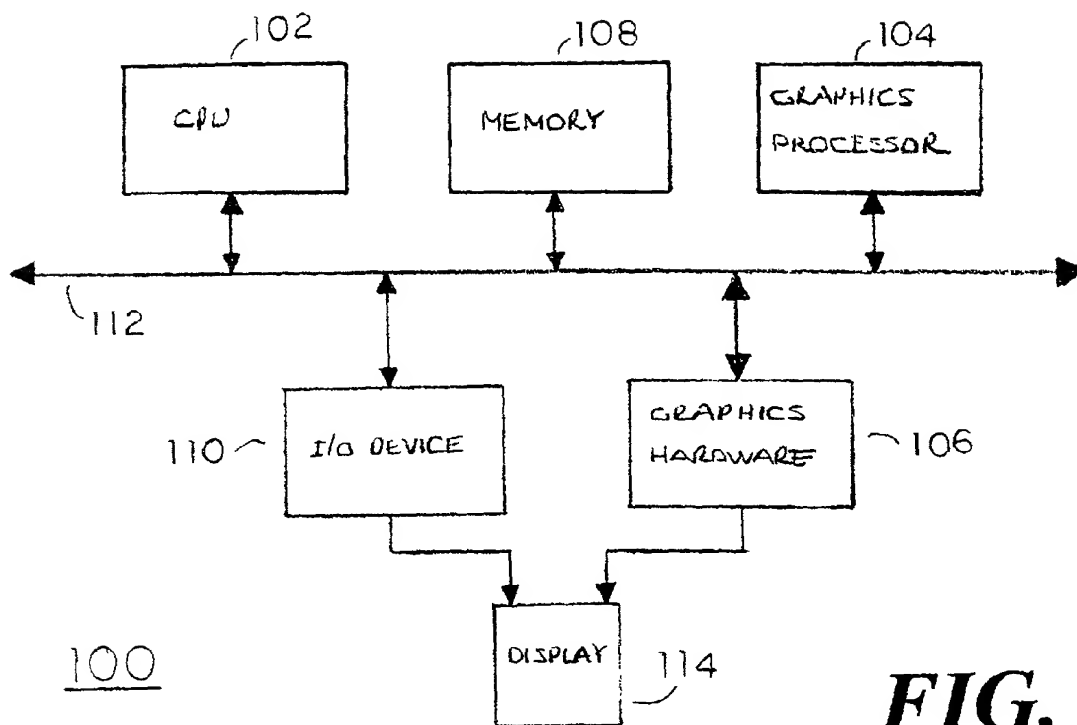 102
108
104
CPU
MEMORY
GRAPHICS
PROCESSOR
112
110
I/O DEVICE
GRAPHICS
HARDWARE
106
DISPLAY
114
100
FIG.